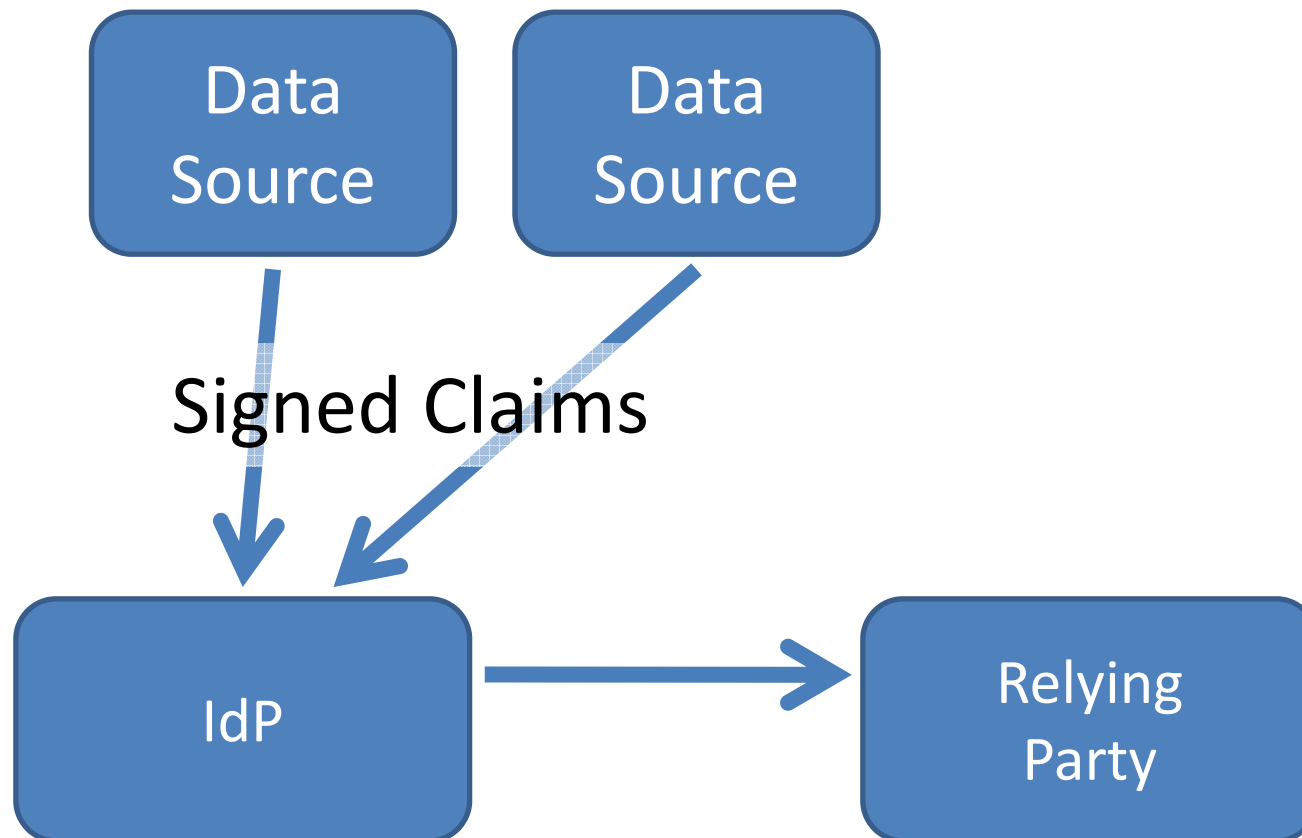 Data
Source
Data
Source
Signed Claims
IdP
Relying
Party